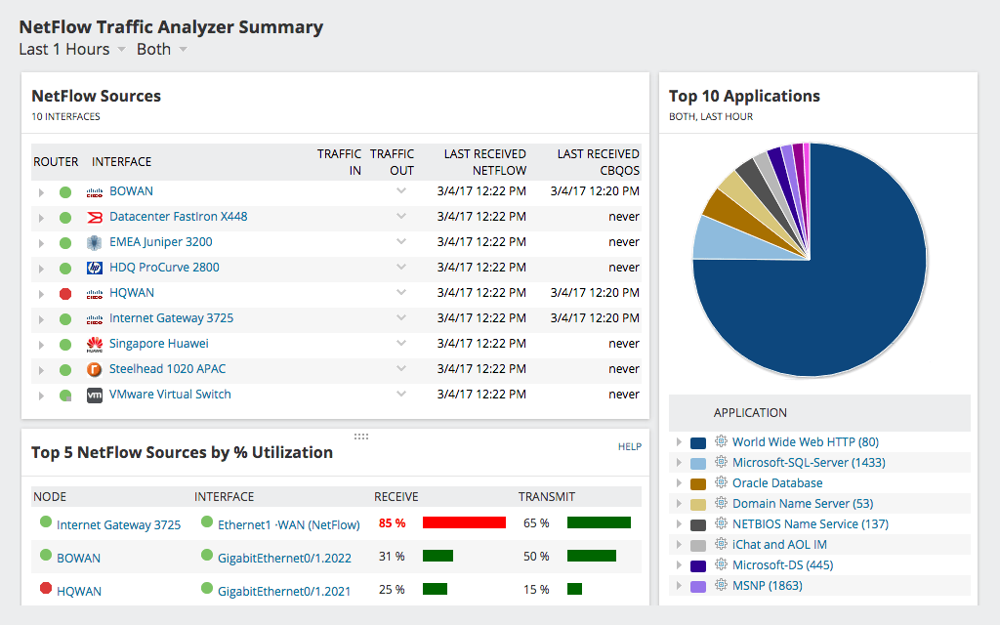 NetFlow Traffic Analyzer Summary
Last 1 Hours Both
NetFlow Sources
10 INTERFACES
ROUTER INTERFACE TRAFFIC IN TRAFFIC OUT LAST RECEIVED NETFLOW LAST RECEIVED CBQOS
CISCO BOWAN 3/4/17 12:22 PM 3/4/17 12:20 PM
Datacenter FastIron X448 3/4/17 12:22 PM never
EMEA Juniper 3200 3/4/17 12:22 PM never
hp HDQ ProCurve 2800 3/4/17 12:22 PM never
CISCO HQWAN 3/4/17 12:22 PM 3/4/17 12:20 PM
CISCO Internet Gateway 3725 3/4/17 12:22 PM 3/4/17 12:20 PM
HUAWEI Singapore Huawei 3/4/17 12:22 PM never
Steelhead 1020 APAC 3/4/17 12:22 PM never
vm VMware Virtual Switch 3/4/17 12:22 PM never
Top 5 NetFlow Sources by % Utilization
HELP
NODE INTERFACE RECEIVE TRANSMIT
Internet Gateway 3725 Ethernet1 ·WAN (NetFlow) 85 % 65 %
BOWAN GigabitEthernet0/1.2022 31 % 50 %
HQWAN GigabitEthernet0/1.2021 25 % 15 %
Top 10 Applications
BOTH, LAST HOUR
APPLICATION
World Wide Web HTTP (80)
Microsoft-SQL-Server (1433)
Oracle Database
Domain Name Server (53)
NETBIOS Name Service (137)
iChat and AOL IM
Microsoft-DS (445)
MSNP (1863)